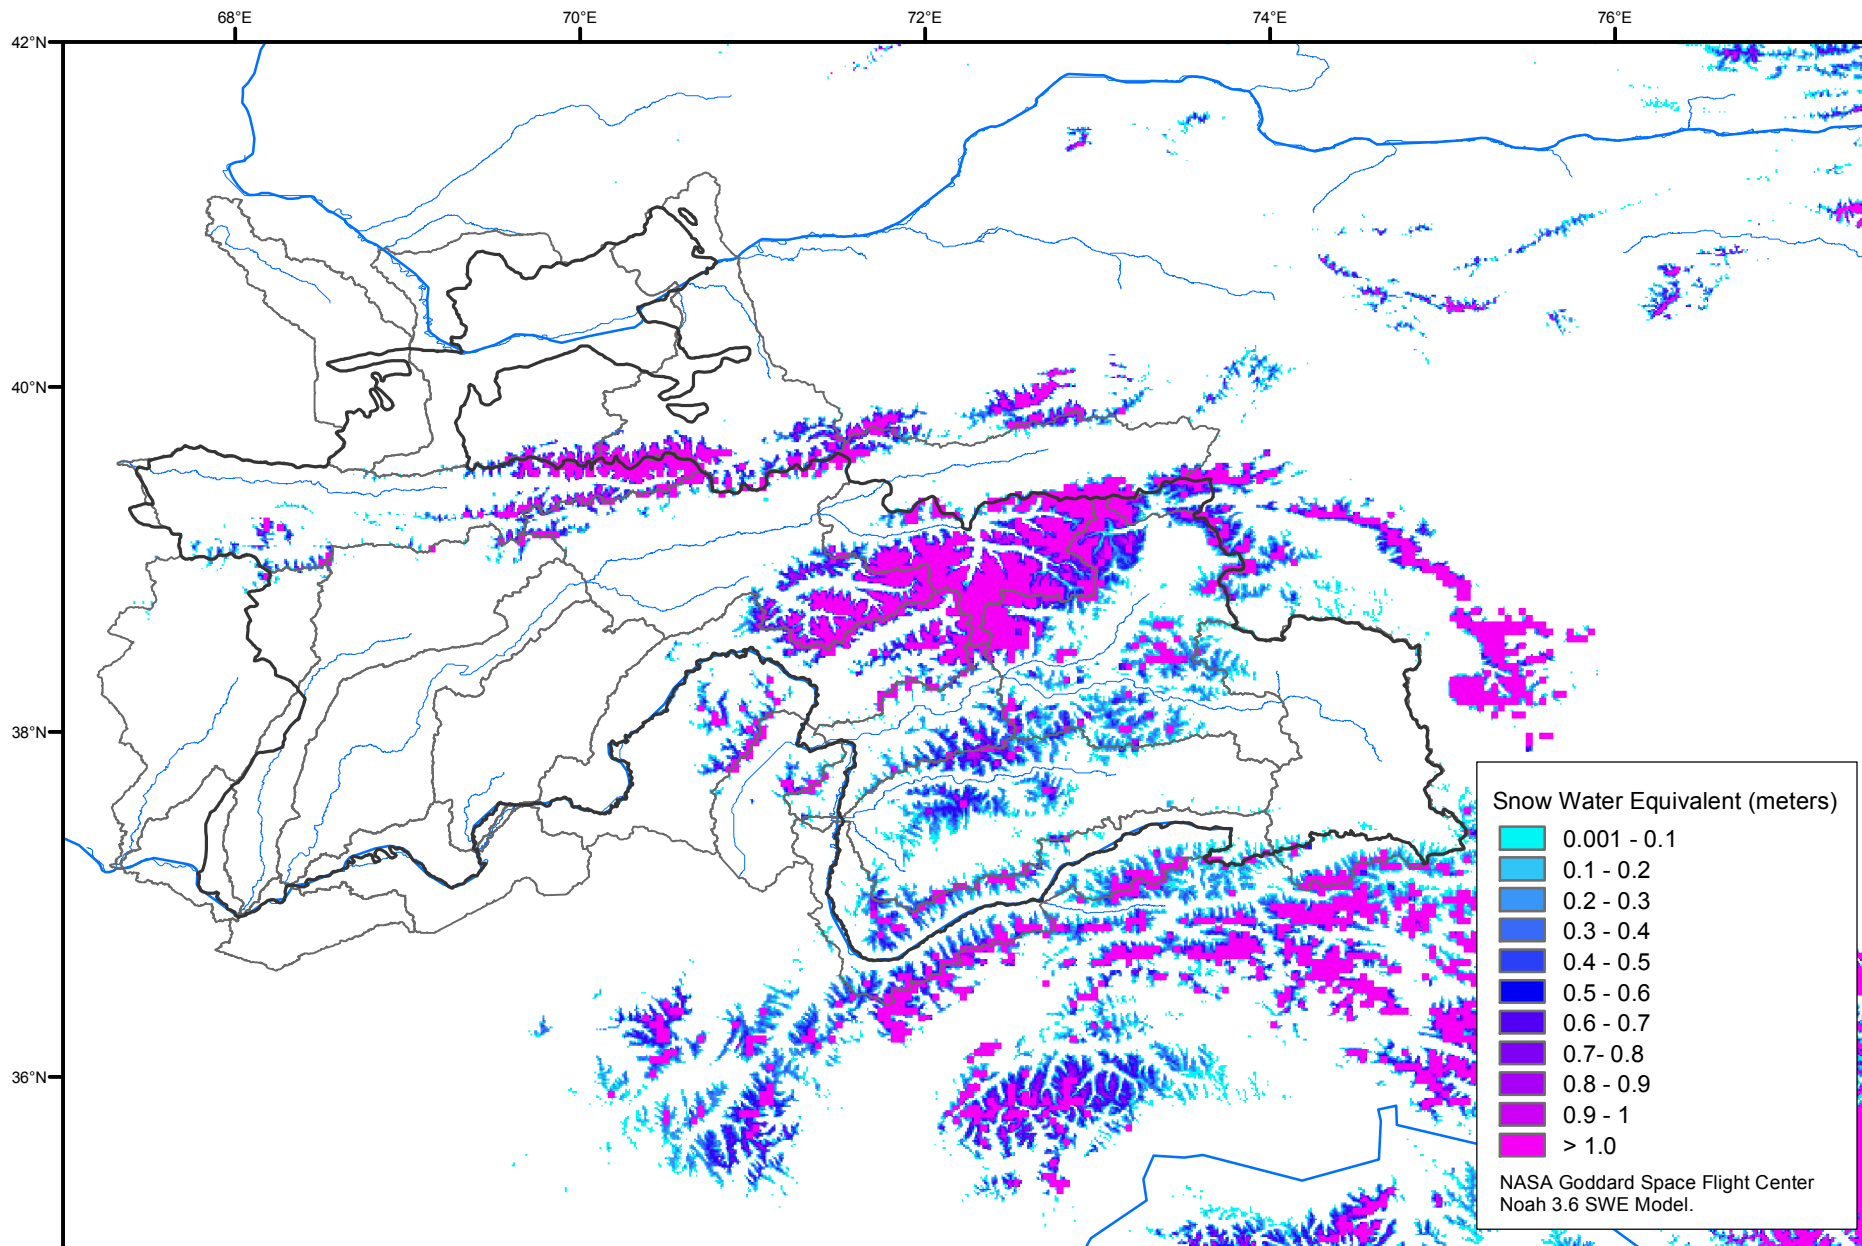 68°E 70°E 72°E 74°E 76°E
42°N
40°N
38°N
36°N
Snow Water Equivalent (meters)
0.001 - 0.1
0.1 - 0.2
0.2 - 0.3
0.3 - 0.4
0.4 - 0.5
0.5 - 0.6
0.6 - 0.7
0.7- 0.8
0.8 - 0.9
0.9 - 1
> 1.0
NASA Goddard Space Flight Center
Noah 3.6 SWE Model.